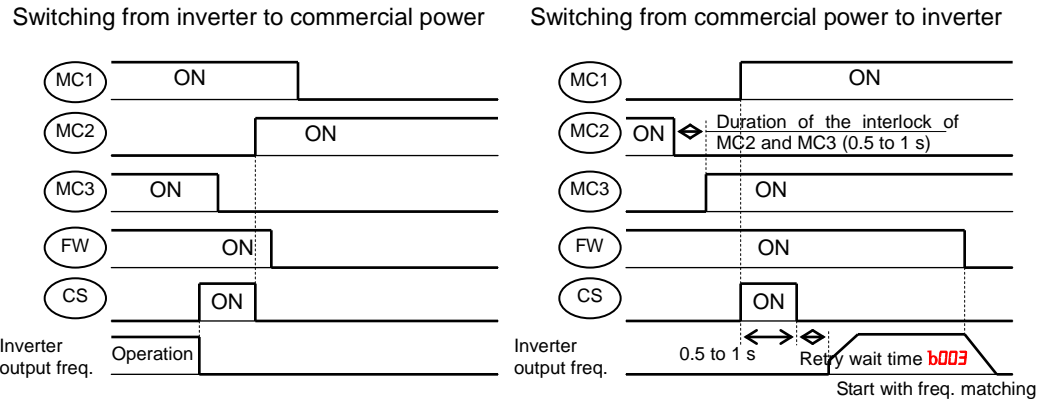 Switching from inverter to commercial power
MC1
ON
MC2
ON
MC3
ON
FW
ON
CS
ON
Inverter
output freq.
Operation
Switching from commercial power to inverter
MC1
ON
MC2
ON
Duration of the interlock of
MC2 and MC3 (0.5 to 1 s)
MC3
ON
FW
ON
CS
ON
Inverter
output freq.
0.5 to 1 s
Retry wait time b003
Start with freq. matching